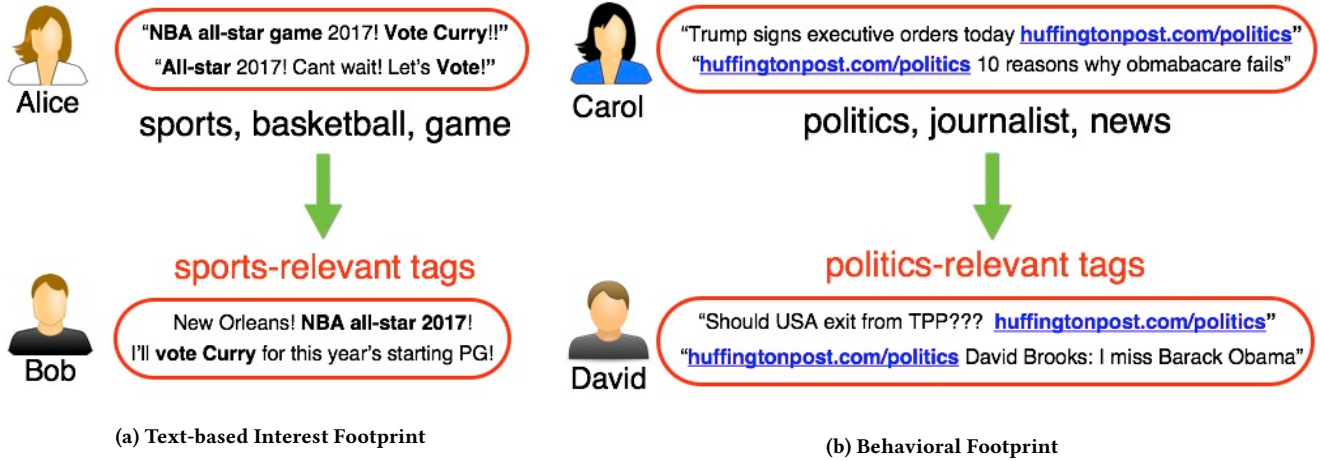 “NBA all-star game 2017! Vote Curry!!”
“All-star 2017! Cant wait! Let’s Vote!”
Alice
sports, basketball, game
sports-relevant tags
New Orleans! NBA all-star 2017!
I’ll vote Curry for this year’s starting PG!
Bob
(a) Text-based Interest Footprint
“Trump signs executive orders today huffingtonpost.com/politics”
“huffingtonpost.com/politics 10 reasons why obmabacare fails”
Carol
politics, journalist, news
politics-relevant tags
“Should USA exit from TPP??? huffingtonpost.com/politics”
“huffingtonpost.com/politics David Brooks: I miss Barack Obama”
David
(b) Behavioral Footprint